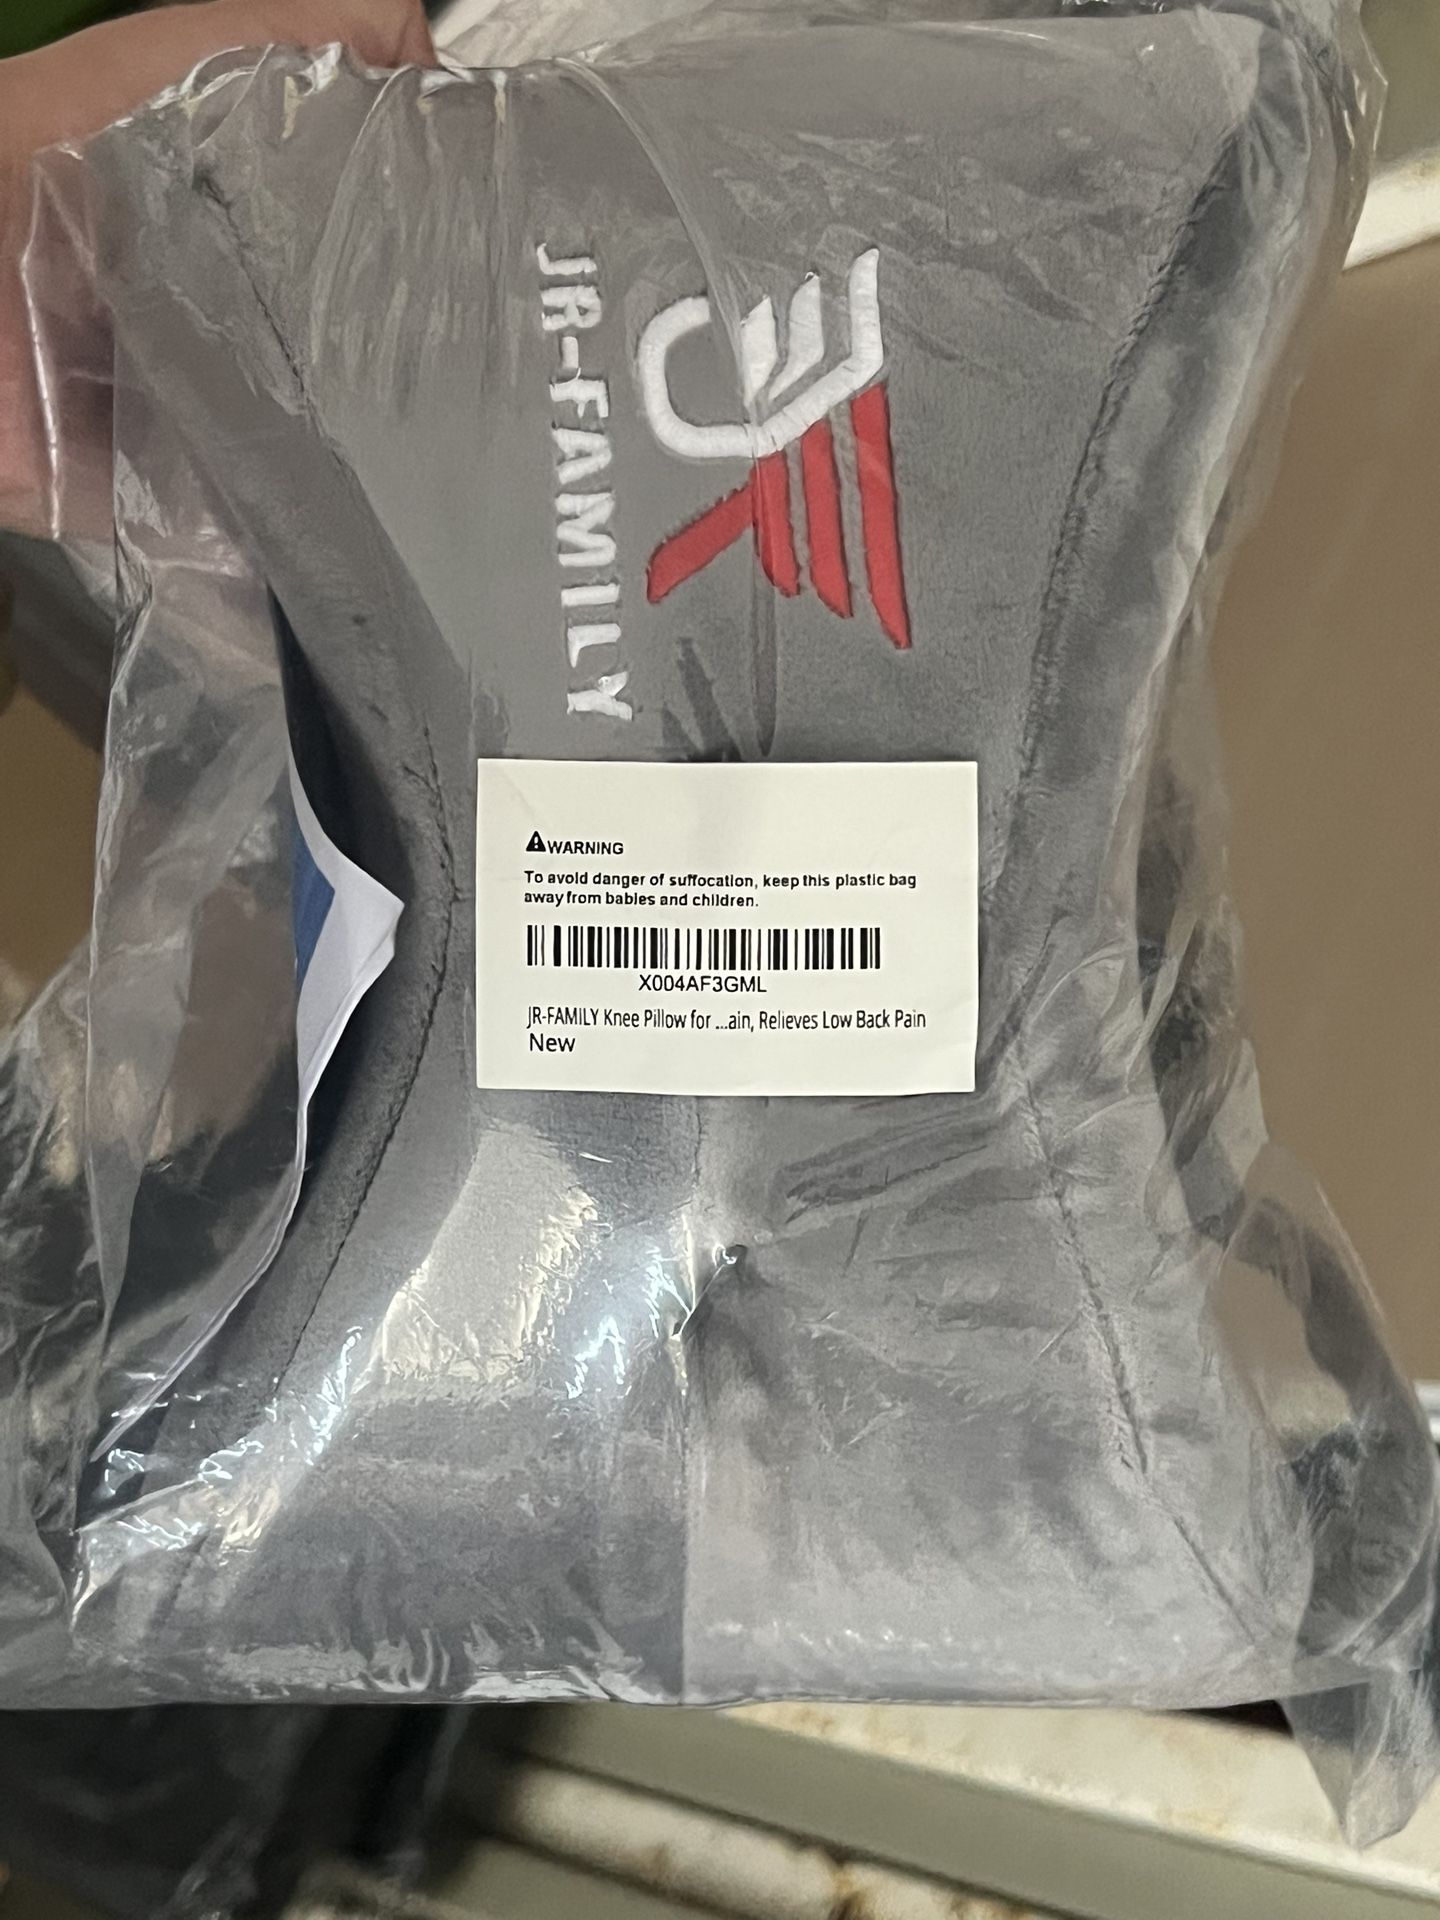 JR-FAMILY
WARNING
To avoid danger of suffocation, keep this plastic bag
away from babies and children.
X004AF3GML
JR-FAMILY Knee Pillow for ...ain, Relieves Low Back Pain
New